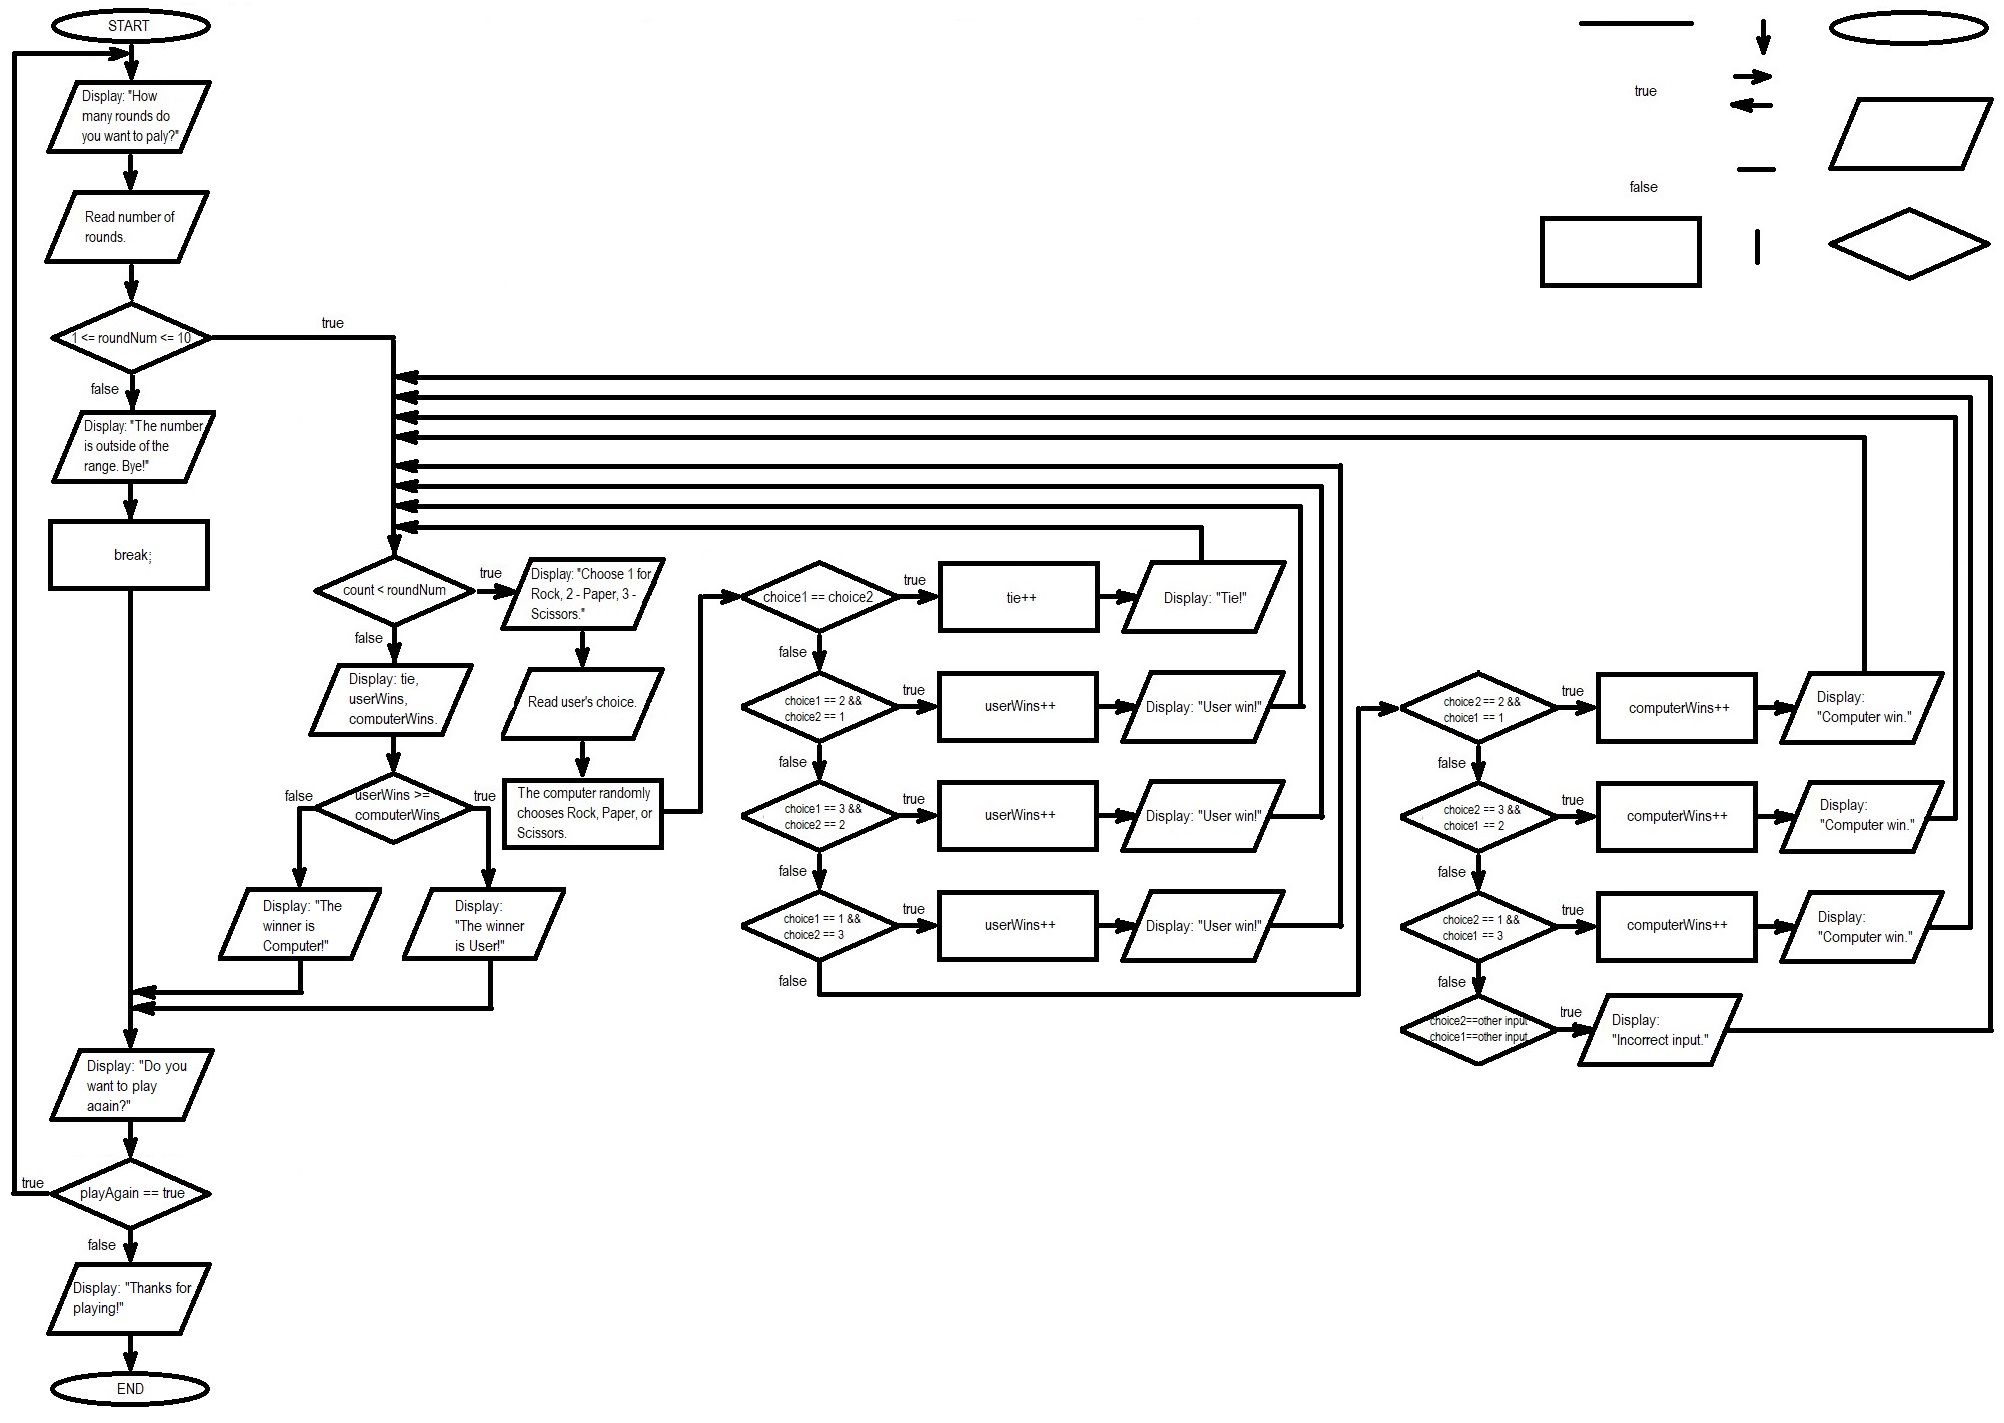 START
Display: "How
many rounds do
you want to paly?"
Read number of
rounds.
1 <= roundNum <= 10
true
false
Display: "The number
is outside of the
range. Bye!"
break;
count < roundNum
true
false
Display: "Choose 1 for
Rock, 2 - Paper, 3 -
Scissors."
Read user's choice.
The computer randomly
chooses Rock, Paper, or
Scissors.
Display: tie,
userWins,
computerWins.
userWins >=
computerWins
false
true
Display: "The
winner is
Computer!"
Display:
"The winner
is User!"
choice1 == choice2
true
tie++
Display: "Tie!"
false
choice1 == 2 &&
choice2 == 1
true
userWins++
Display: "User win!"
false
choice1 == 3 &&
choice2 == 2
true
userWins++
Display: "User win!"
false
choice1 == 1 &&
choice2 == 3
true
userWins++
Display: "User win!"
false
choice2 == 2 &&
choice1 == 1
true
computerWins++
Display:
"Computer win."
false
choice2 == 3 &&
choice1 == 2
true
computerWins++
Display:
"Computer win."
false
choice2 == 1 &&
choice1 == 3
true
computerWins++
Display:
"Computer win."
false
choice2==other input
choice1==other input
true
Display:
"Incorrect input."
Display: "Do you
want to play
again?"
playAgain == true
true
false
Display: "Thanks for
playing!"
END
true
false